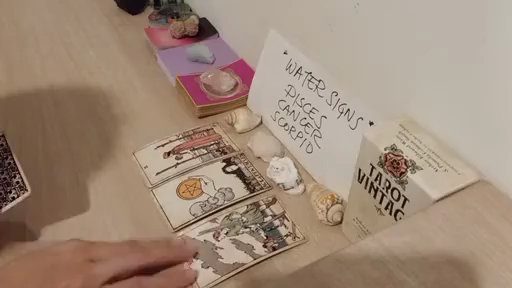 WATER SIGNS
PISCES
CANCER
SCORPIO
TAROT
VINTAG